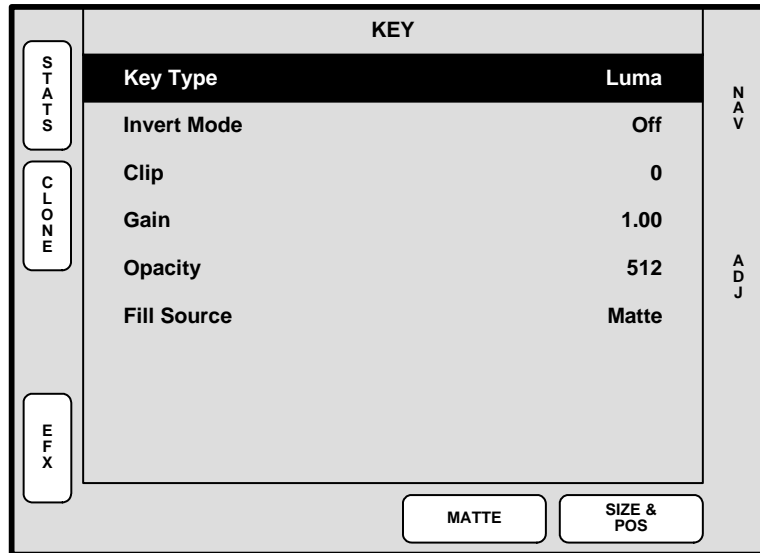 KEY
STATS
Key Type Luma
NAV
Invert Mode Off
CLONE
Clip 0
Gain 1.00
Opacity 512
ADJ
Fill Source Matte
EFX
MATTE
SIZE &
POS